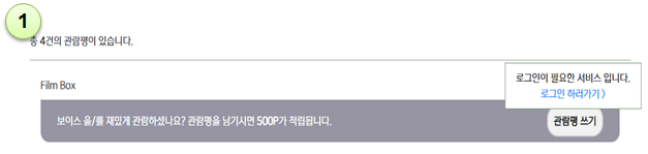 1
총 4건의 관람평이 있습니다.
로그인이 필요한 서비스 입니다.
로그인 하러가기 〉
Film Box
보이스 을/를 재밌게 관람하셨나요? 관람평을 남기시면 500P가 적립됩니다.
관람평 쓰기